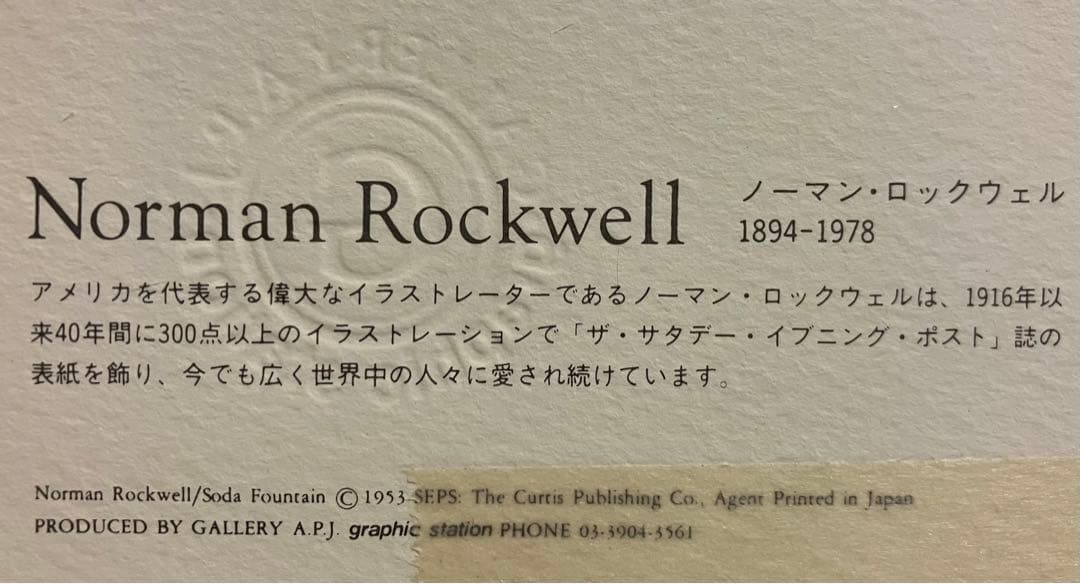 Norman Rockwell
ノーマン・ロックウェル
1894-1978
アメリカを代表する偉大なイラストレーターであるノーマン・ロックウェルは、1916年以
来40年間に300点以上のイラストレーションで「ザ・サタデー・イブニング・ポスト」誌の
表紙を飾り、今でも広く世界中の人々に愛され続けています。
Norman Rockwell/Soda Fountain © 1953 SEPS: The Curtis Publishing Co., Agent Printed in Japan
PRODUCED BY GALLERY A.P.J. graphic station PHONE 03-3904-3561